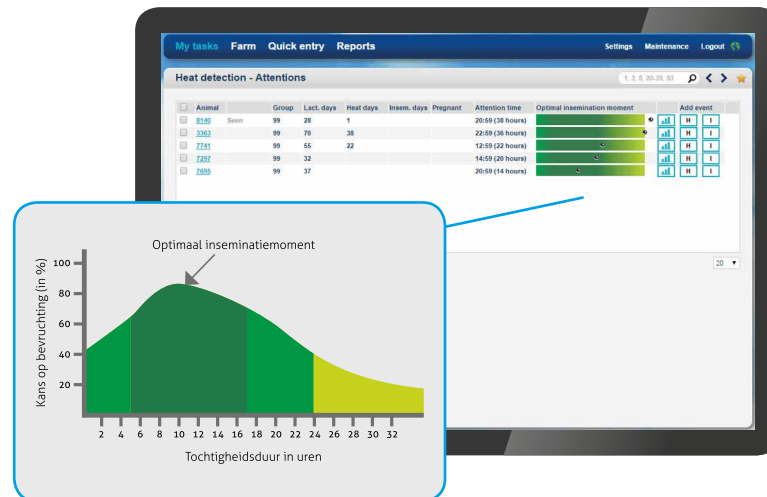 My tasks Farm Quick entry Reports Settings Maintenance Logout
Heat detection - Attentions 1, 3, 8, 20-35, 93
Animal Group Lact. days Heat days Insem. days Pregnant Attention time Optimal insemination moment Add event
8140 Seen 99 28 1 20:59 (38 hours) H I
3363 99 70 38 22:59 (36 hours) H I
7741 99 55 22 12:59 (22 hours) H I
7297 99 32 14:59 (20 hours) H I
7695 99 37 20:59 (14 hours) H I
20
Optimaal inseminatiemoment
Kans op bevruchting (in %)
100
80
60
40
20
2 4 6 8 10 12 14 16 18 20 22 24 26 28 30 32
Tochtigheidsduur in uren